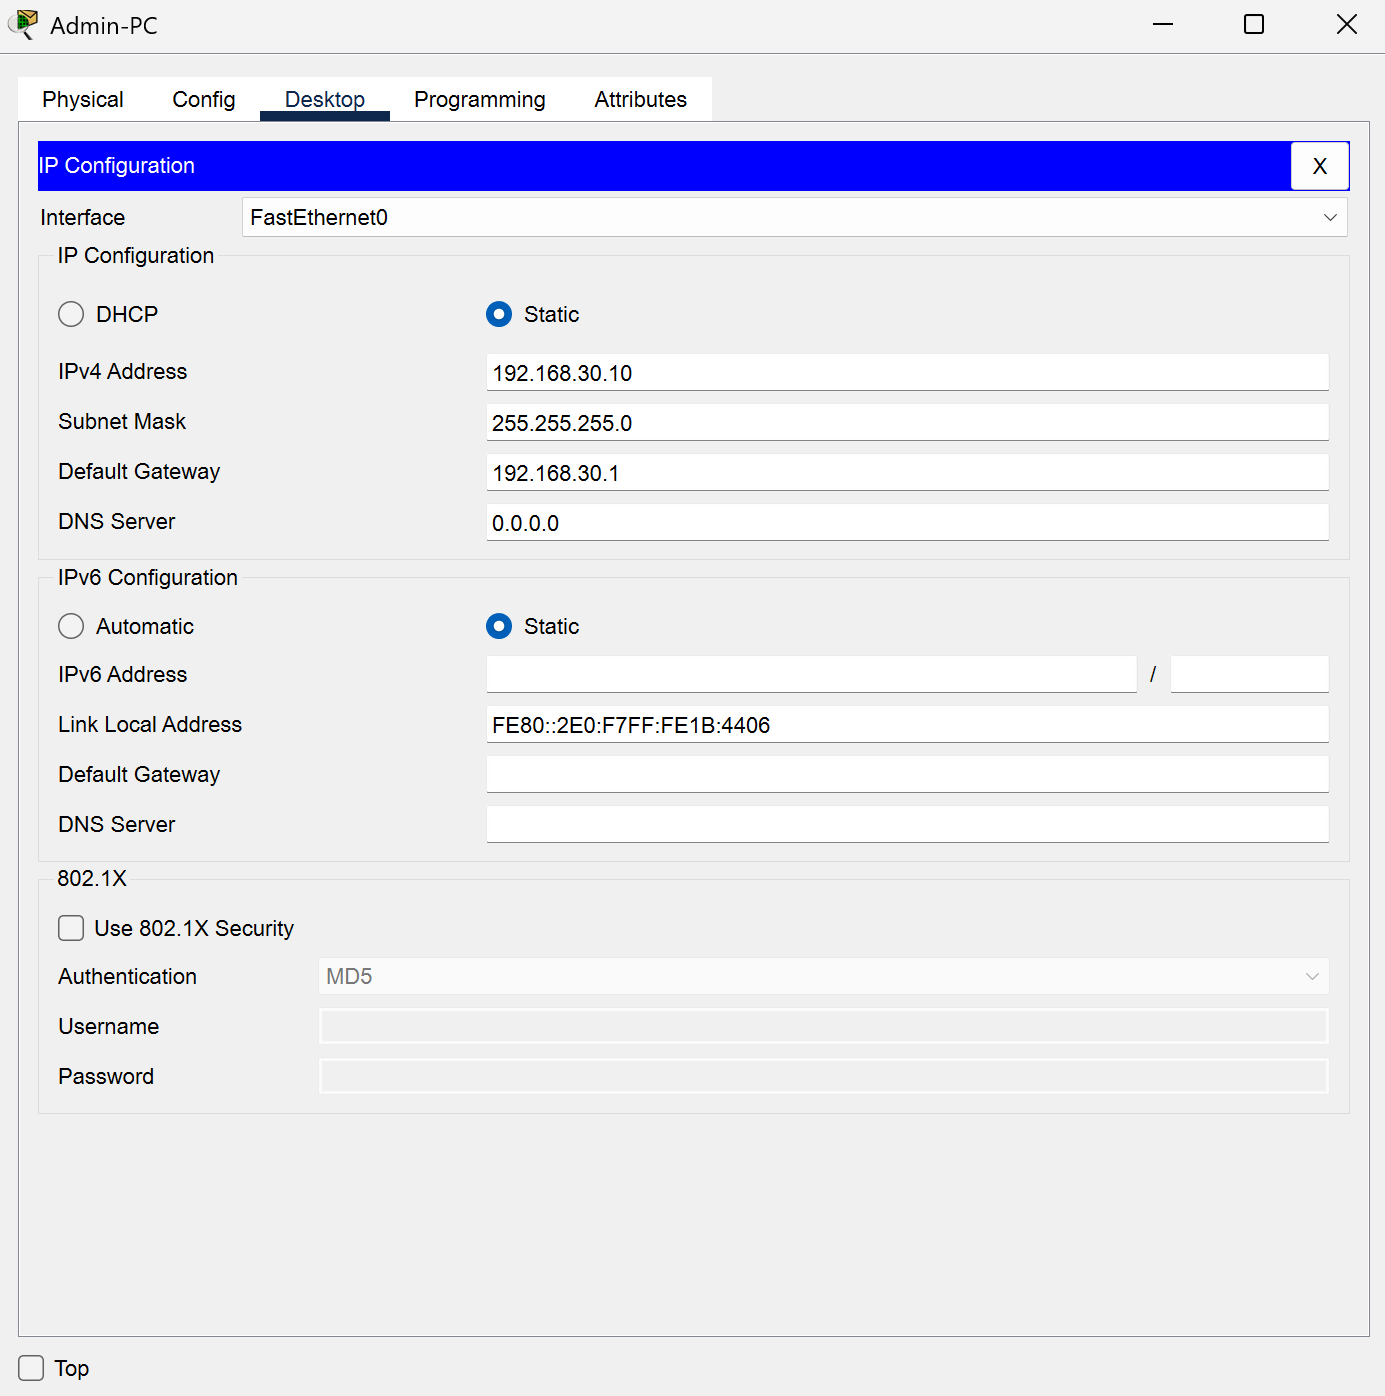 Admin-PC
Physical Config Desktop Programming Attributes
IP Configuration X
Interface FastEthernet0
IP Configuration
DHCP Static
IPv4 Address 192.168.30.10
Subnet Mask 255.255.255.0
Default Gateway 192.168.30.1
DNS Server 0.0.0.0
IPv6 Configuration
Automatic Static
IPv6 Address /
Link Local Address FE80::2E0:F7FF:FE1B:4406
Default Gateway
DNS Server
802.1X
Use 802.1X Security
Authentication MD5
Username
Password
Top